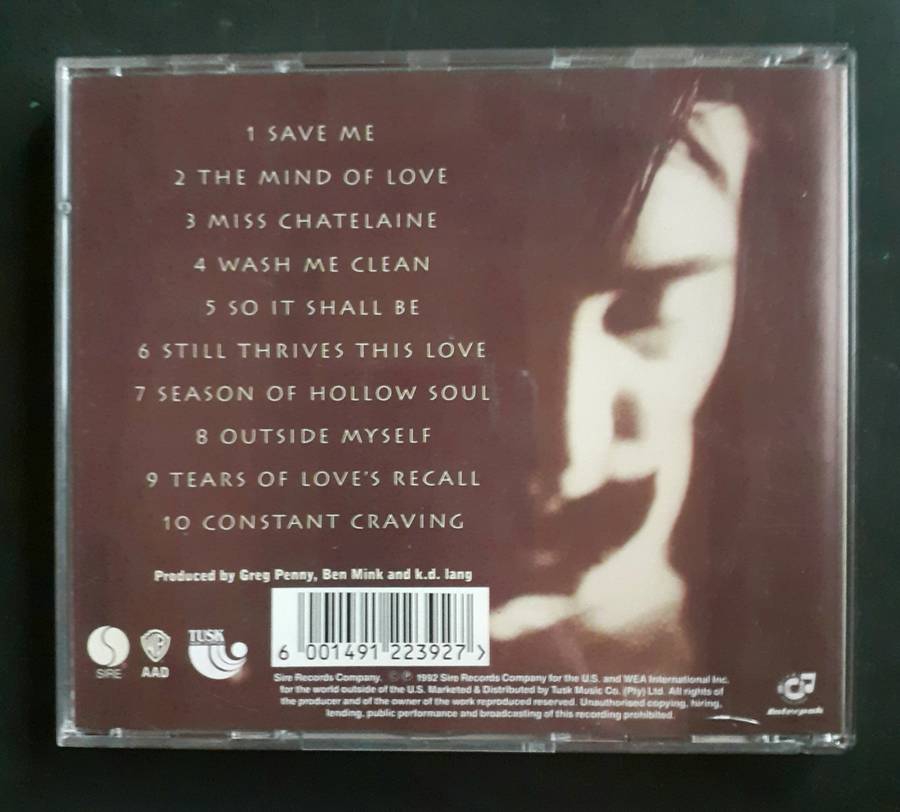 1 SAVE ME
2 THE MIND OF LOVE
3 MISS CHATELAINE
4 WASH ME CLEAN
5 SO IT SHALL BE
6 STILL THRIVES THIS LOVE
7 SEASON OF HOLLOW SOUL
8 OUTSIDE MYSELF
9 TEARS OF LOVE'S RECALL
10 CONSTANT CRAVING
Produced by Greg Penny, Ben Mink and k.d. lang
SIRE
AAD
TUSK
6 001491 223927 >
Sire Records Company. © ℗ 1992 Sire Records Company for the U.S. and WEA International Inc.
for the world outside of the U.S. Marketed & Distributed by Tusk Music Co. (Pty) Ltd. All rights of
the producer and of the owner of the work reproduced reserved. Unauthorised copying, hiring,
lending, public performance and broadcasting of this recording prohibited.
interpak